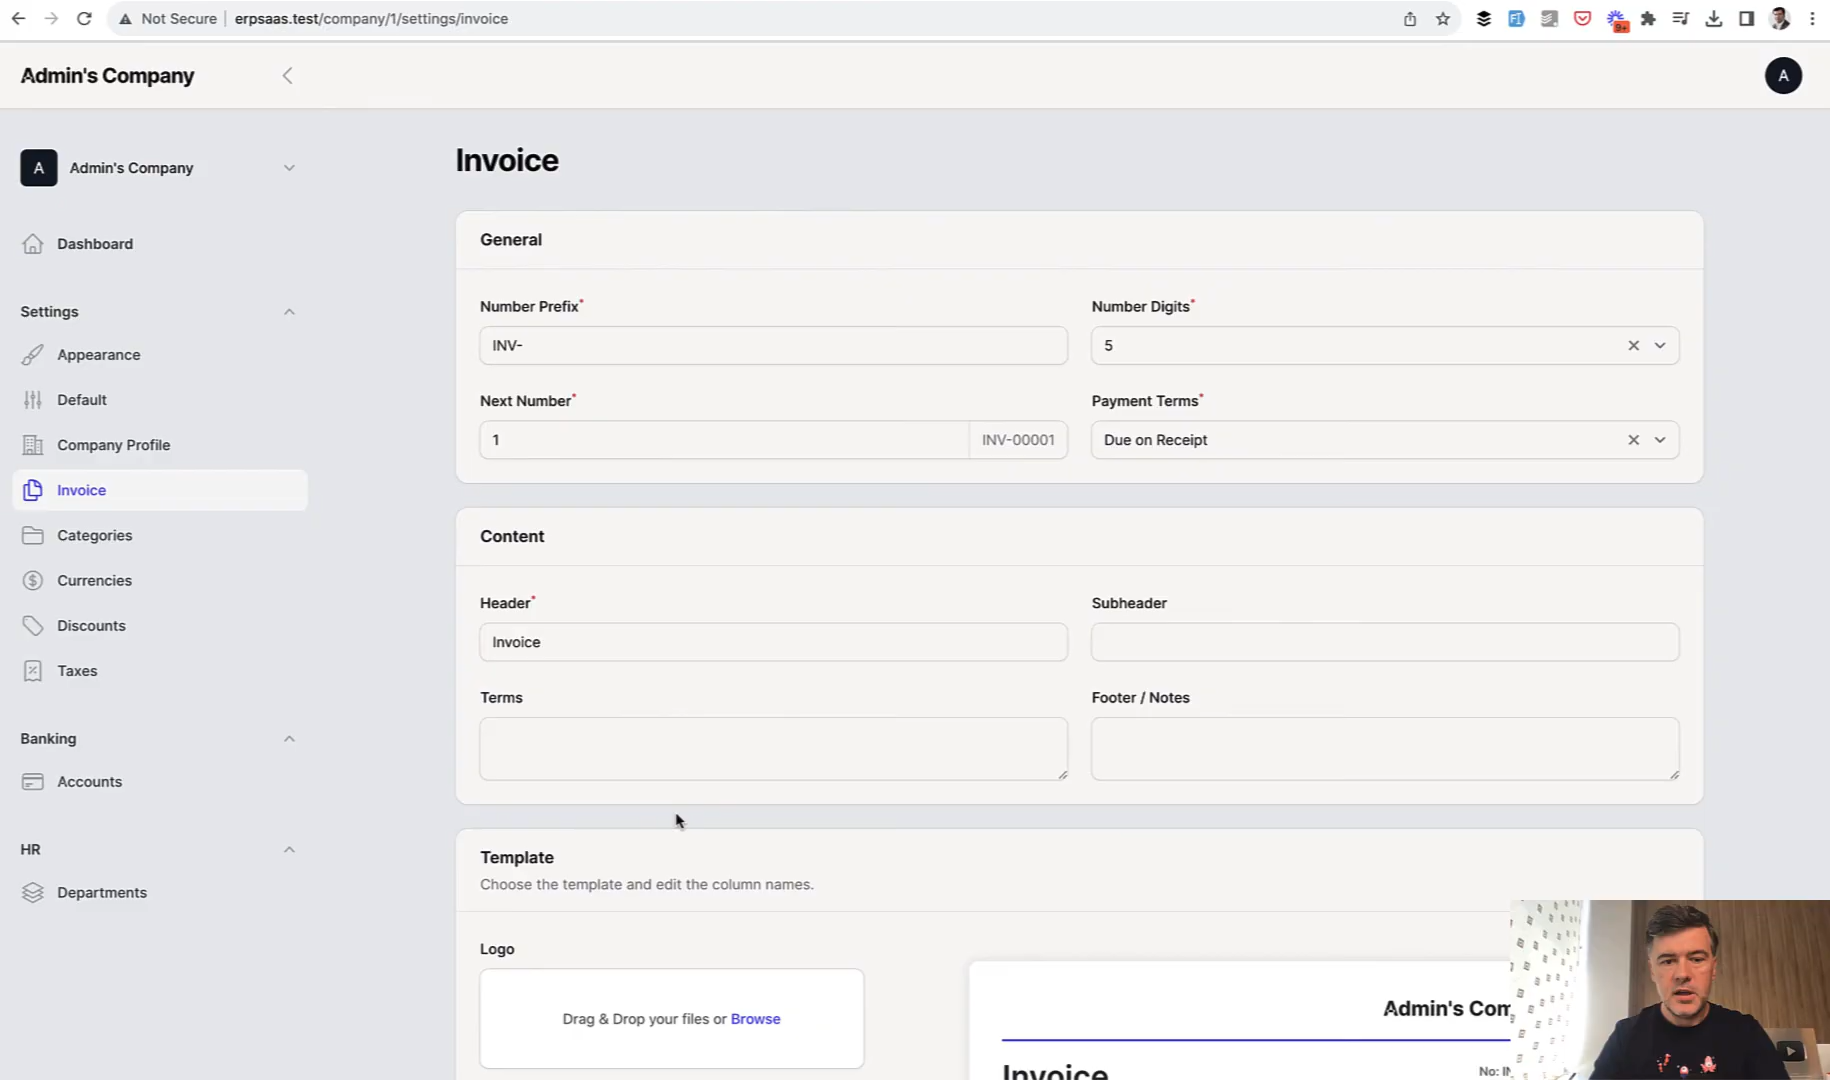 Not Secure erpsaas.test/company/1/settings/invoice
9+
Admin's Company
A
A Admin's Company
Dashboard
Settings
Appearance
Default
Company Profile
Invoice
Categories
Currencies
Discounts
Taxes
Banking
Accounts
HR
Departments
Invoice
General
Number Prefix*
INV-
Number Digits*
5
Next Number*
1 INV-00001
Payment Terms*
Due on Receipt
Content
Header*
Invoice
Subheader
Terms
Footer / Notes
Template
Choose the template and edit the column names.
Logo
Drag & Drop your files or Browse
Admin's Com
Invoice
No: IN